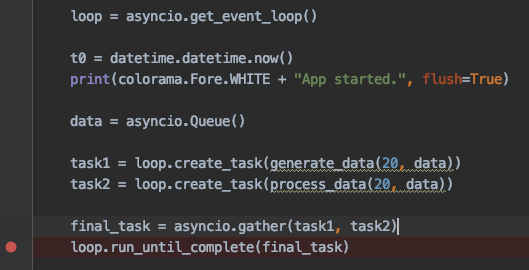 loop = asyncio.get_event_loop()
t0 = datetime.datetime.now()
print(colorama.Fore.WHITE + "App started.", flush=True)
data = asyncio.Queue()
task1 = loop.create_task(generate_data(20, data))
task2 = loop.create_task(process_data(20, data))
final_task = asyncio.gather(task1, task2)
loop.run_until_complete(final_task)